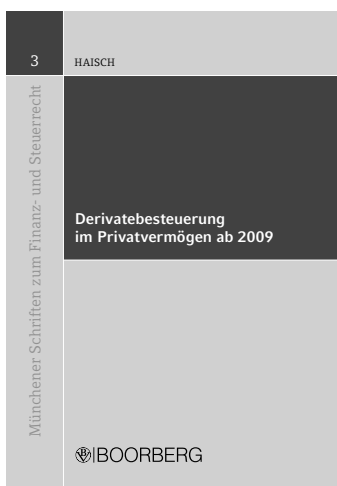 3
HAISCH
Münchener Schriften zum Finanz- und Steuerrecht
Derivatebesteuerung
im Privatvermögen ab 2009
BOORBERG